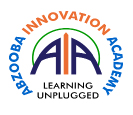 ABZOOBA INNOVATION ACADEMY
AIA
LEARNING
UNPLUGGED